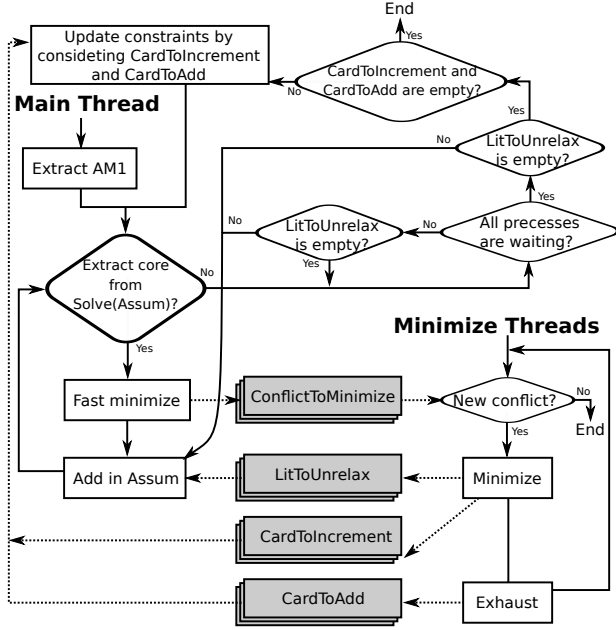 End
Update constraints by
consideting CardToIncrement
and CardToAdd
Yes
CardToIncrement and
CardToAdd are empty?
No
Main Thread
Yes
Extract AM1
No
LitToUnrelax
is empty?
Yes
LitToUnrelax
is empty?
No
No
All precesses
are waiting?
Yes
Extract core
from
Solve(Assum)?
No
Minimize Threads
Yes
Fast minimize
ConflictToMinimize
New conflict?
No
End
Yes
Add in Assum
LitToUnrelax
Minimize
CardToIncrement
CardToAdd
Exhaust